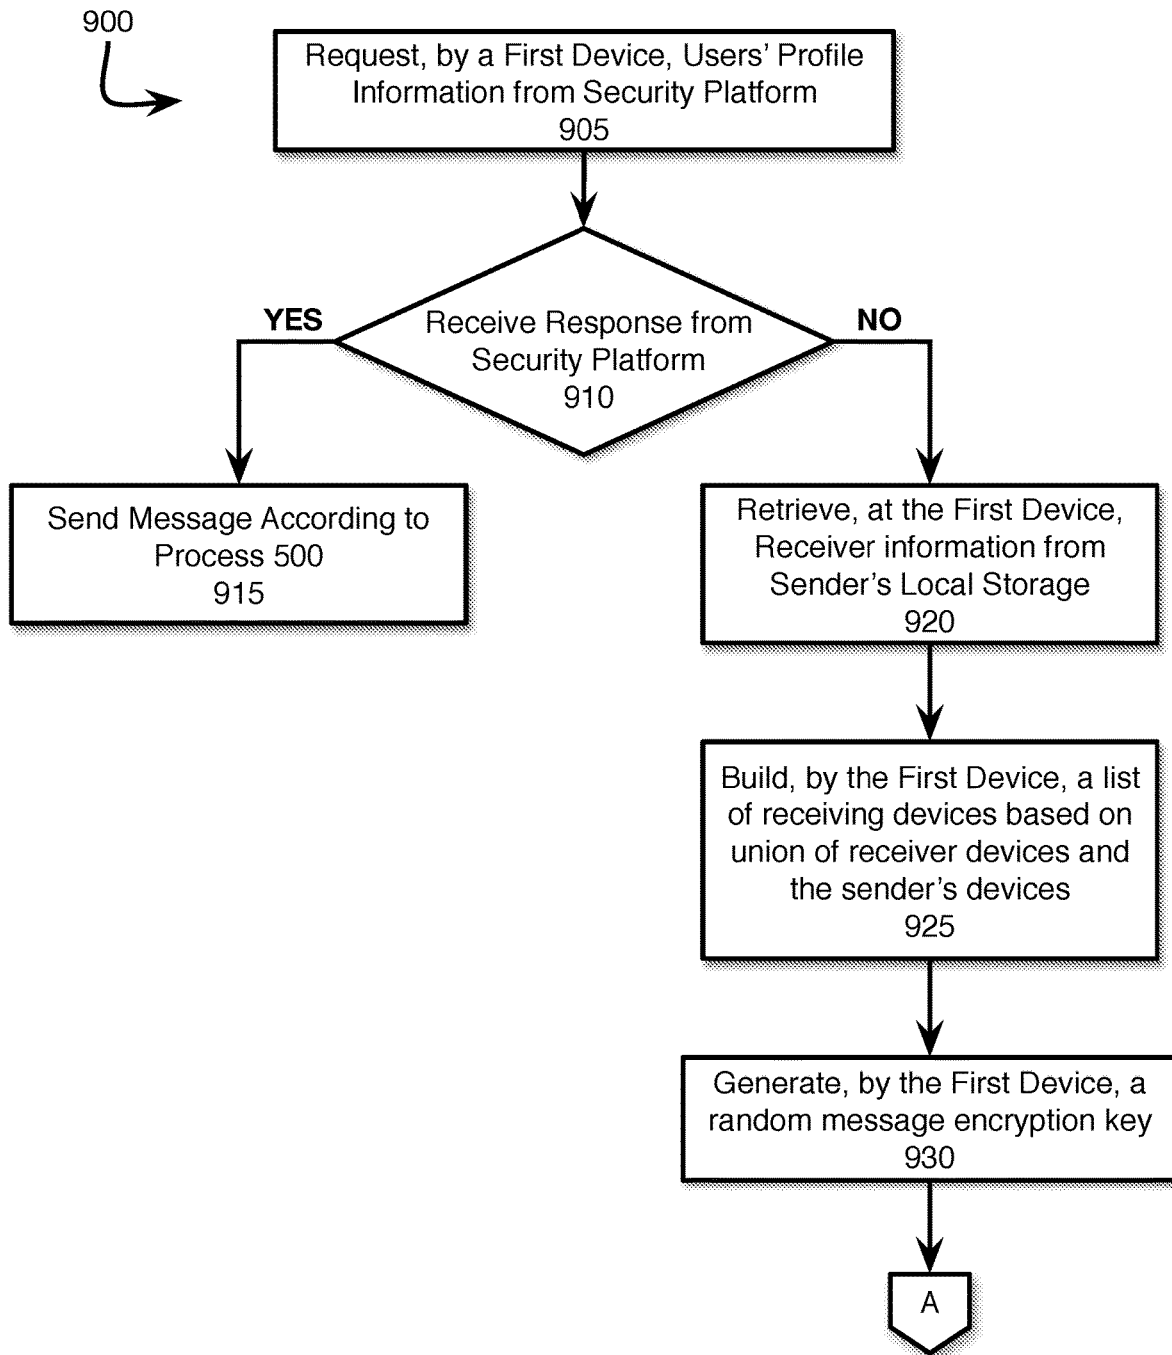 900
Request, by a First Device, Users' Profile
Information from Security Platform
905
YES
NO
Receive Response from
Security Platform
910
Send Message According to
Process 500
915
Retrieve, at the First Device,
Receiver information from
Sender's Local Storage
920
Build, by the First Device, a list
of receiving devices based on
union of receiver devices and
the sender's devices
925
Generate, by the First Device, a
random message encryption key
930
A